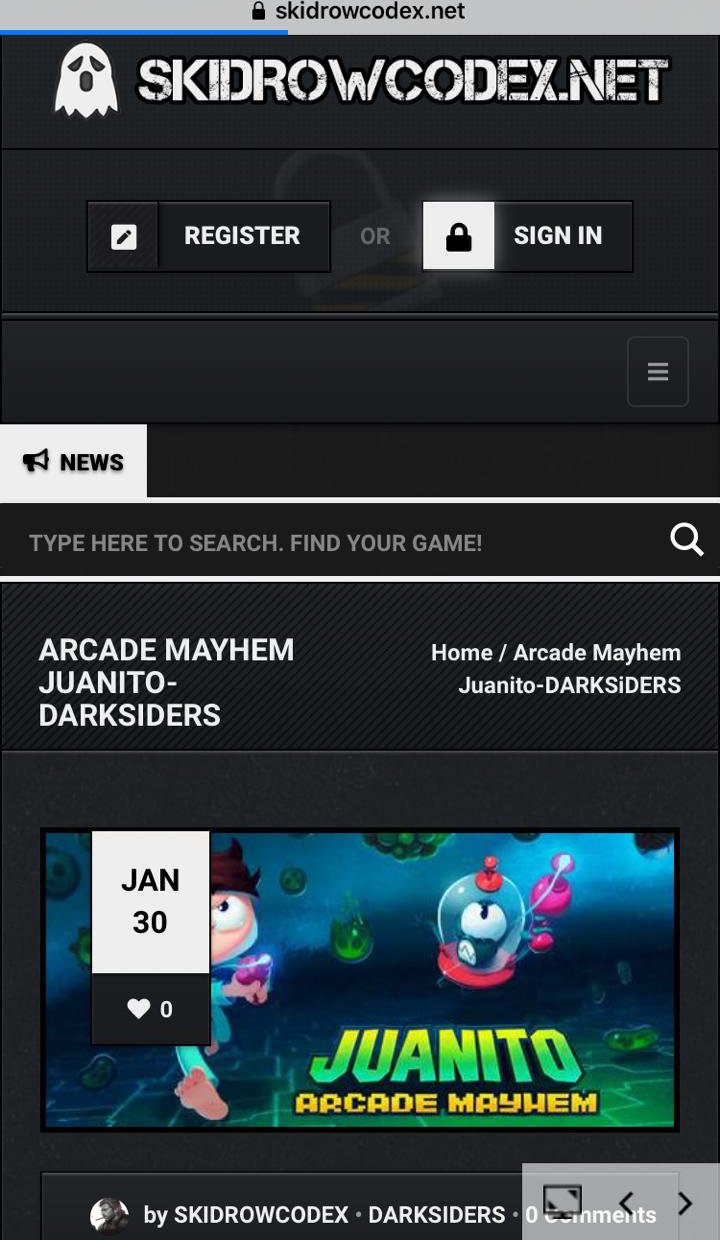 skidrowcodex.net
SKIDROWCODEX.NET
REGISTER OR SIGN IN
NEWS
TYPE HERE TO SEARCH. FIND YOUR GAME!
ARCADE MAYHEM
JUANITO-
DARKSIDERS
Home / Arcade Mayhem
Juanito-DARKSiDERS
JAN
30
0
JUANITO
ARCADE MAYHEM
by SKIDROWCODEX • DARKSIDERS • 0 Comments